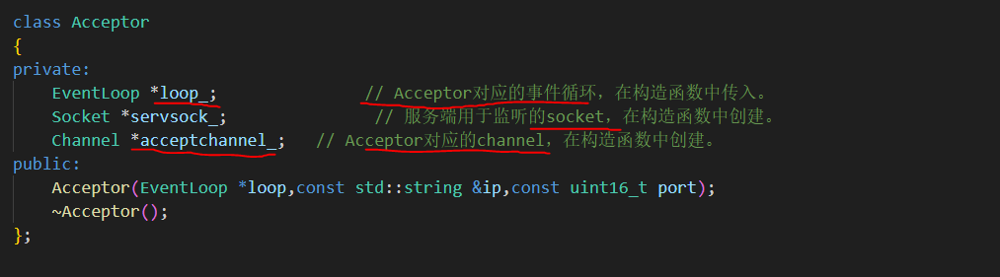 class Acceptor
{
private:
    EventLoop *loop_;               // Acceptor对应的事件循环，在构造函数中传入。
    Socket *servsock_;               // 服务端用于监听的socket，在构造函数中创建。
    Channel *acceptchannel_;   // Acceptor对应的channel，在构造函数中创建。
public:
    Acceptor(EventLoop *loop,const std::string &ip,const uint16_t port);
    ~Acceptor();
};